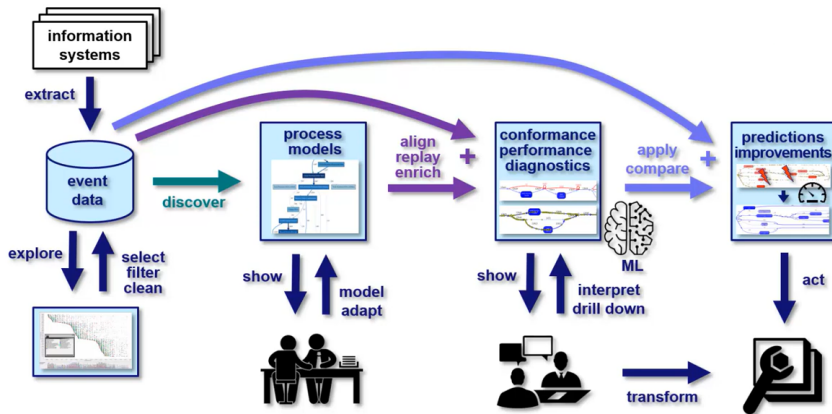 information
systems
extract
event
data
explore
select
filter
clean
discover
process
models
show
model
adapt
align
replay
enrich
+
conformance
performance
diagnostics
ML
show
interpret
drill down
apply
compare
+
predictions
improvements
act
transform